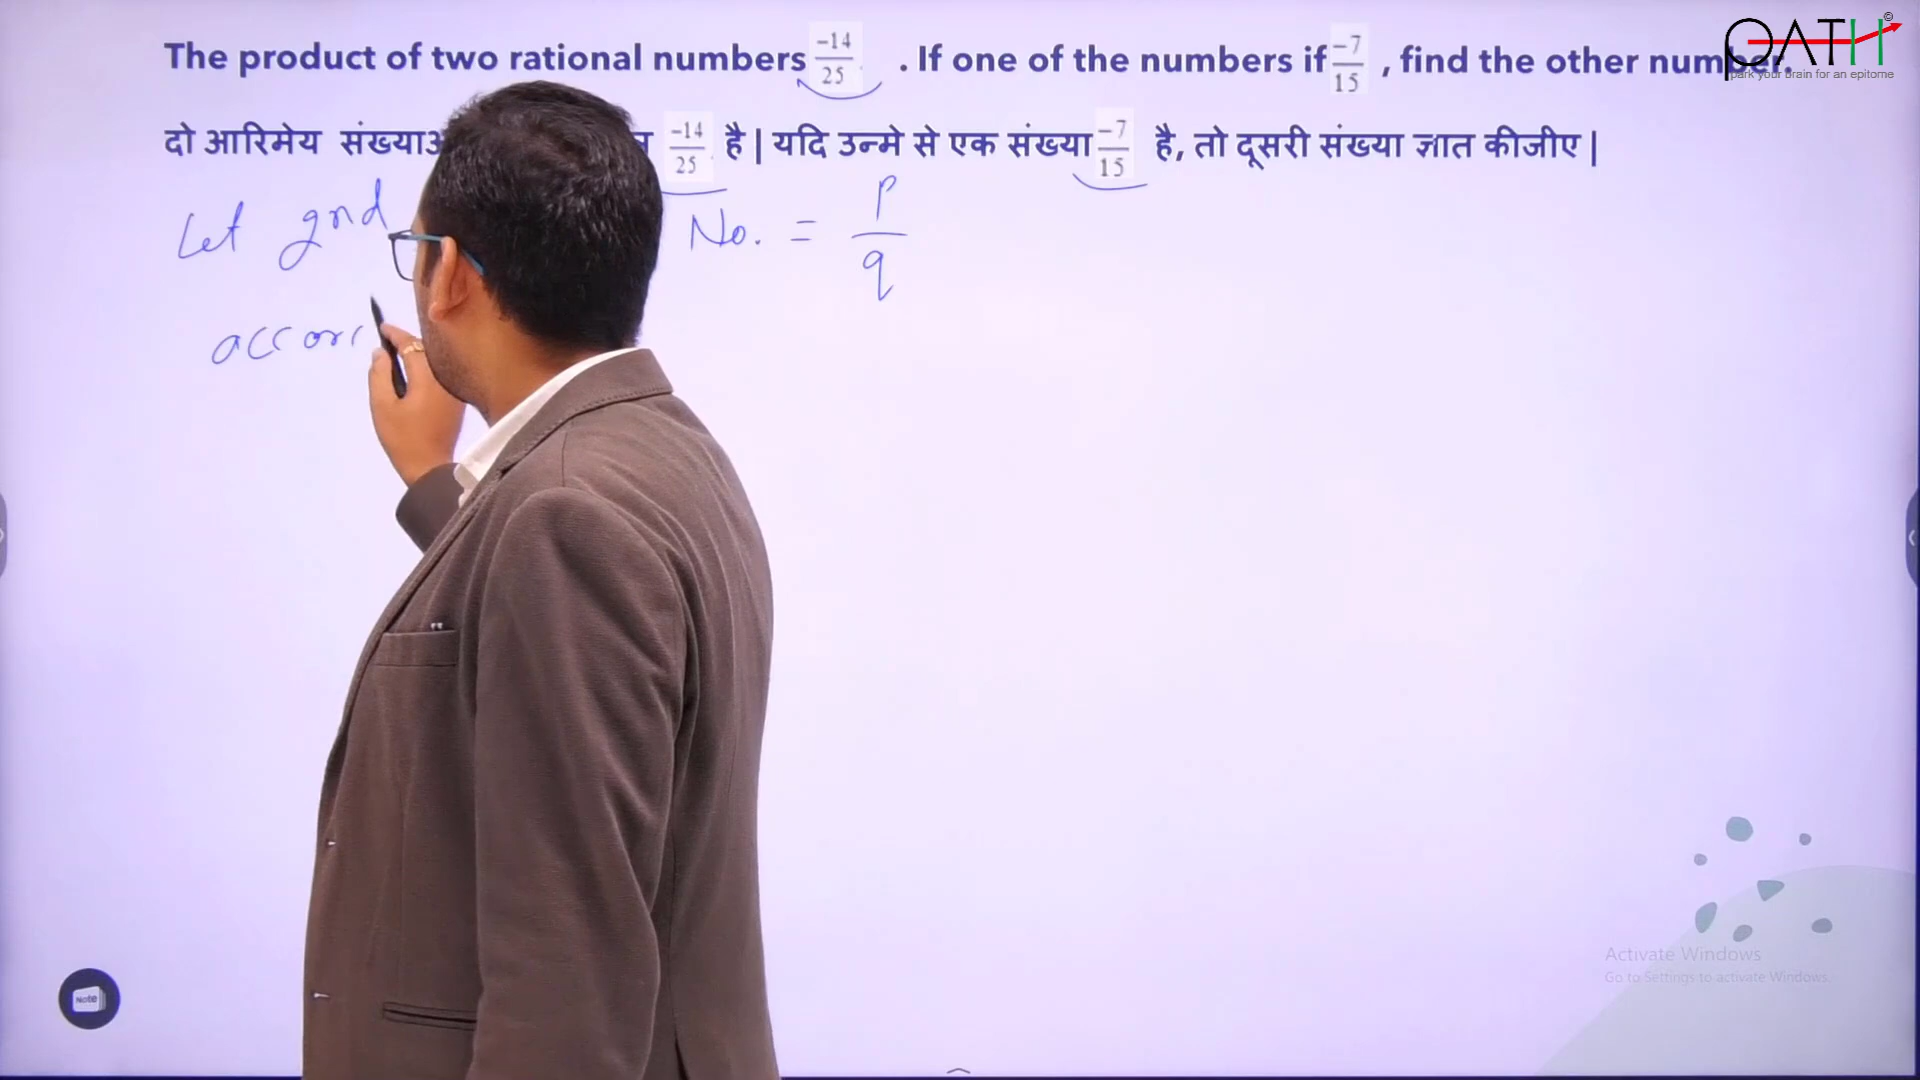 The product of two rational numbers -14/25 . If one of the numbers if -7/15 , find the other number.
दो आरिमेय संख्याओ -14/25 है | यदि उन्मे से एक संख्या -7/15 है, तो दूसरी संख्या ज्ञात कीजीए |
Let 2nd No. = p/q
accor
PATH
park your brain for an epitome
©
Note
Activate Windows
Go to Settings to activate Windows.